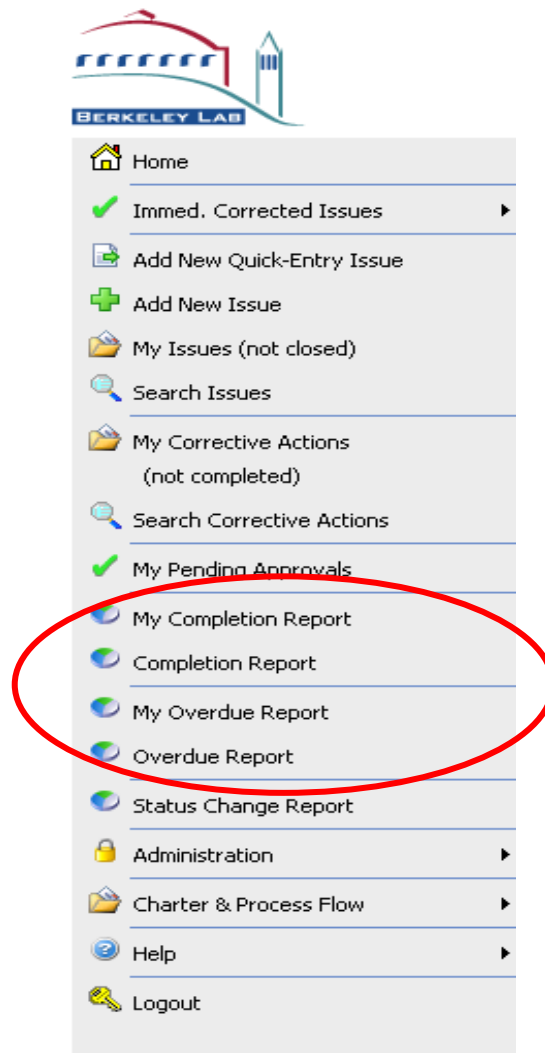 BERKELEY LAB
Home
Immed. Corrected Issues
Add New Quick-Entry Issue
Add New Issue
My Issues (not closed)
Search Issues
My Corrective Actions
(not completed)
Search Corrective Actions
My Pending Approvals
My Completion Report
Completion Report
My Overdue Report
Overdue Report
Status Change Report
Administration
Charter & Process Flow
Help
Logout